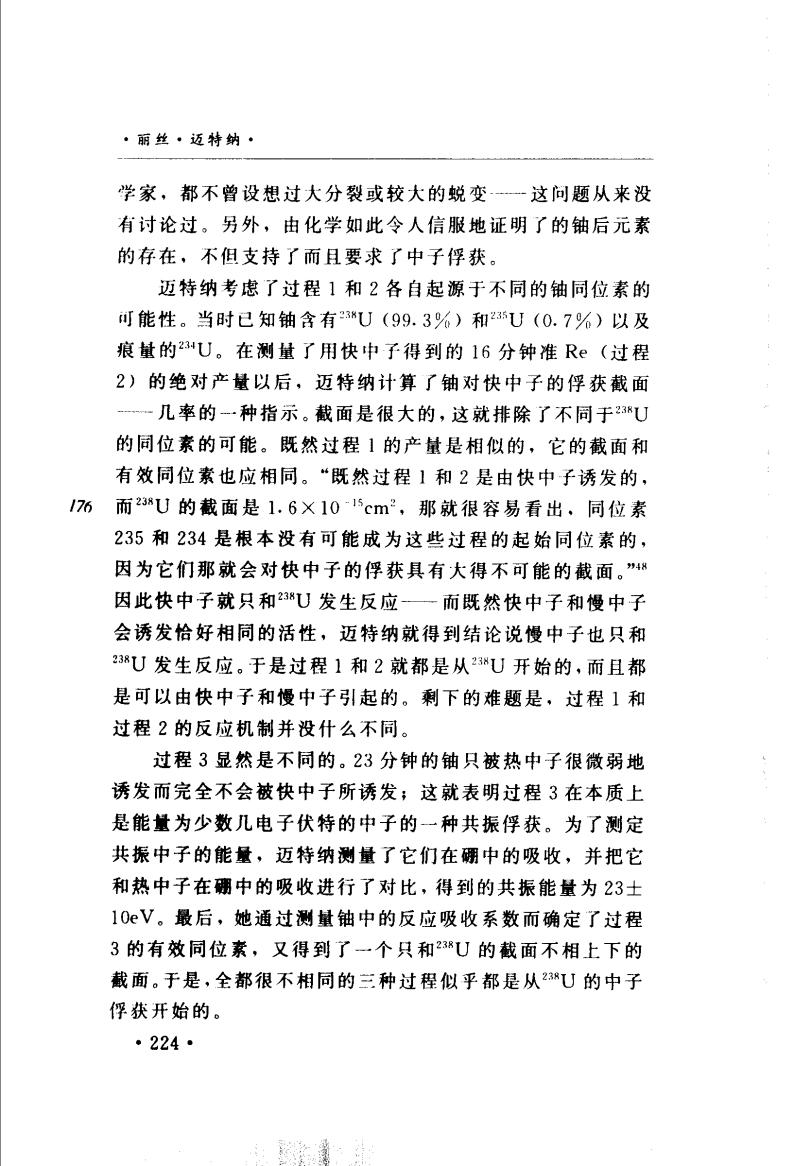 ·丽丝·迈特纳·
学家，都不曾设想过大分裂或较大的蜕变——这问题从来没
有讨论过。另外，由化学如此令人信服地证明了的铀后元素
的存在，不但支持了而且要求了中子俘获。
迈特纳考虑了过程 1 和 2 各自起源于不同的铀同位素的
可能性。当时已知铀含有²³⁸U（99.3%）和²³⁵U（0.7%）以及
痕量的²³⁴U。在测量了用快中子得到的 16 分钟准 Re（过程
2）的绝对产量以后，迈特纳计算了铀对快中子的俘获截面
——几率的一种指示。截面是很大的，这就排除了不同于²³⁸U
的同位素的可能。既然过程 1 的产量是相似的，它的截面和
有效同位素也应相同。“既然过程 1 和 2 是由快中子诱发的，
176 而²³⁸U 的截面是 1.6×10⁻¹⁵cm²，那就很容易看出，同位素
235 和 234 是根本没有可能成为这些过程的起始同位素的，
因为它们那就会对快中子的俘获具有大得不可能的截面。”⁴⁸
因此快中子就只和²³⁸U 发生反应——而既然快中子和慢中子
会诱发恰好相同的活性，迈特纳就得到结论说慢中子也只和
²³⁸U 发生反应。于是过程 1 和 2 就都是从²³⁸U 开始的，而且都
是可以由快中子和慢中子引起的。剩下的难题是，过程 1 和
过程 2 的反应机制并没什么不同。
过程 3 显然是不同的。23 分钟的铀只被热中子很微弱地
诱发而完全不会被快中子所诱发；这就表明过程 3 在本质上
是能量为少数几电子伏特的中子的一种共振俘获。为了测定
共振中子的能量，迈特纳测量了它们在硼中的吸收，并把它
和热中子在硼中的吸收进行了对比，得到的共振能量为 23±
10eV。最后，她通过测量铀中的反应吸收系数而确定了过程
3 的有效同位素，又得到了一个只和²³⁸U 的截面不相上下的
截面。于是，全都很不相同的三种过程似乎都是从²³⁸U 的中子
俘获开始的。
·224·